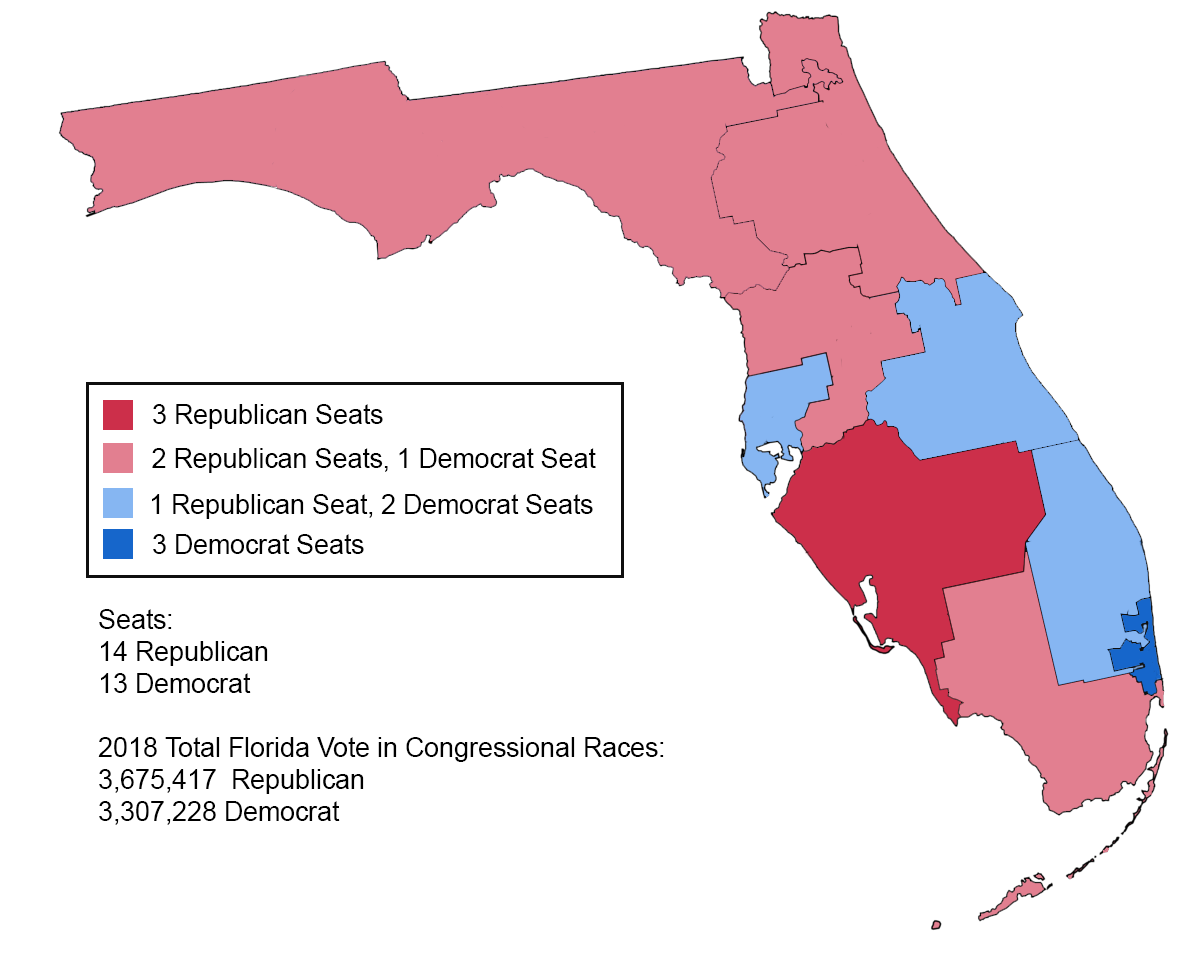 3 Republican Seats
2 Republican Seats, 1 Democrat Seat
1 Republican Seat, 2 Democrat Seats
3 Democrat Seats
Seats:
14 Republican
13 Democrat
2018 Total Florida Vote in Congressional Races:
3,675,417 Republican
3,307,228 Democrat